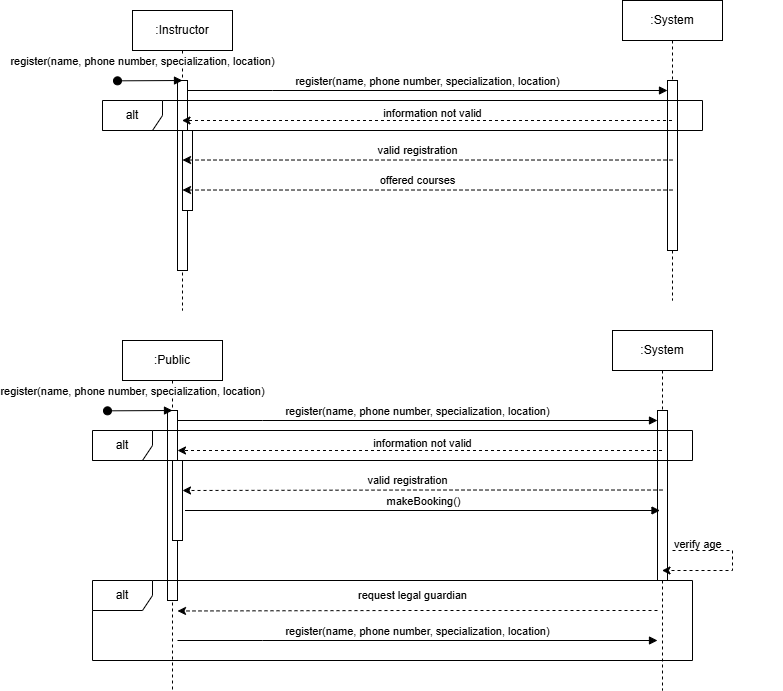 :Instructor
:System
register(name, phone number, specialization, location)
register(name, phone number, specialization, location)
alt
information not valid
valid registration
offered courses
:Public
:System
register(name, phone number, specialization, location)
register(name, phone number, specialization, location)
alt
information not valid
valid registration
makeBooking()
verify age
alt
request legal guardian
register(name, phone number, specialization, location)